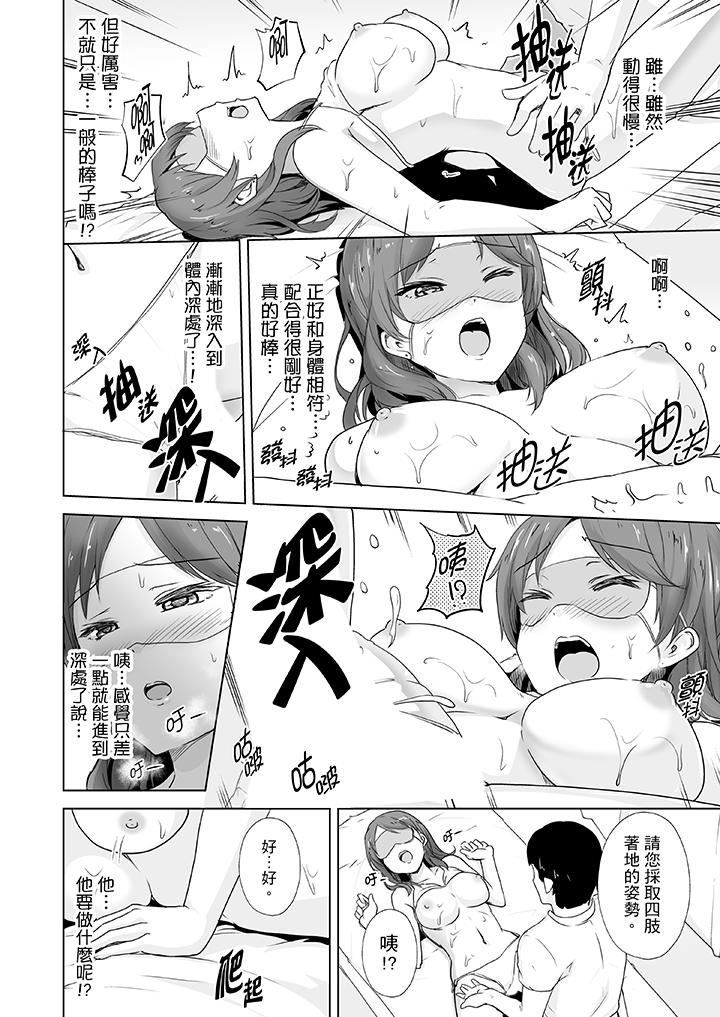 雖…雖然
動得很慢…
抽送
抽送
但好厲害…
不就只是…
一般的棒子嗎!?
啊啊…
顫抖
正好和身體相符…
配合得很剛好…
真的好棒…
抽送
抽送
發抖
發抖
漸漸地深入到
體內深處了…!
深入
抽送
深入
咦!?
顫抖
深入
咕啵
咕啵
咦…感覺只差
一點就能進到
深處了說…
吁—
吁—
請您採取四肢
著地的姿勢。
吁—
吁—
咦!?
好…好。
爬起
他…
他要做什麼呢!?